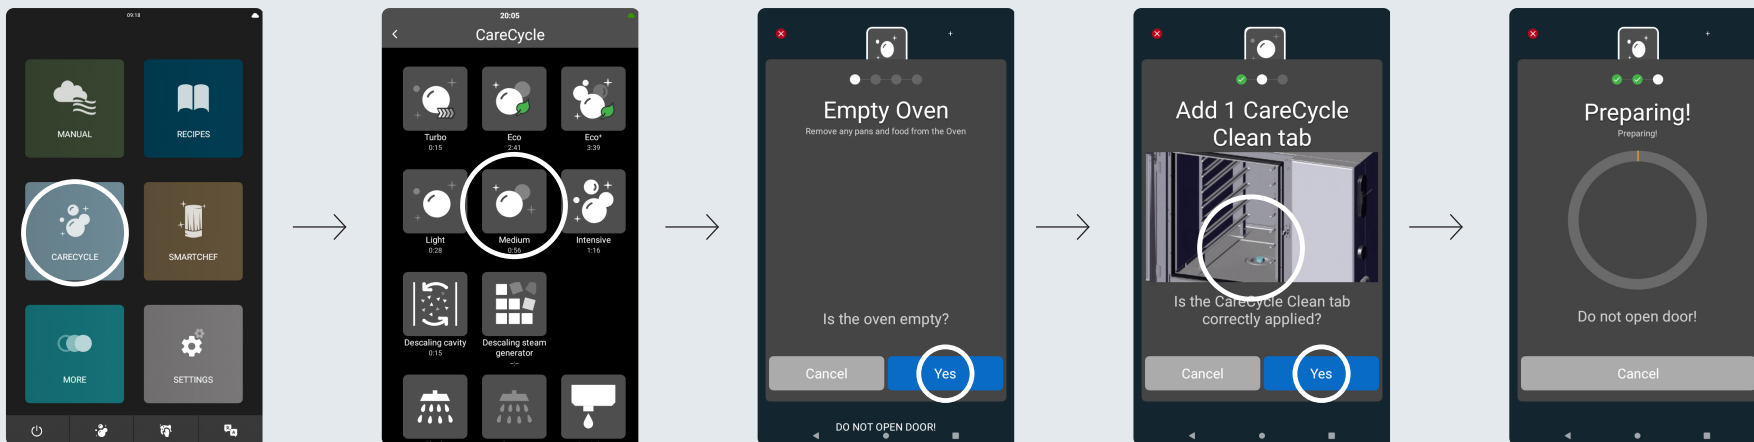 09:18
MANUAL
RECIPES
CARECYCLE
SMARTCHEF
MORE
SETTINGS
20:05
CareCycle
Turbo
0:15
Eco
2:41
Eco+
3:39
Light
0:28
Medium
0:56
Intensive
1:16
Descaling cavity
0:15
Descaling steam
generator
--:--
Empty Oven
Remove any pans and food from the Oven
Is the oven empty?
Cancel
Yes
DO NOT OPEN DOOR!
Add 1 CareCycle
Clean tab
Is the CareCycle Clean tab
correctly applied?
Cancel
Yes
Preparing!
Preparing!
Do not open door!
Cancel